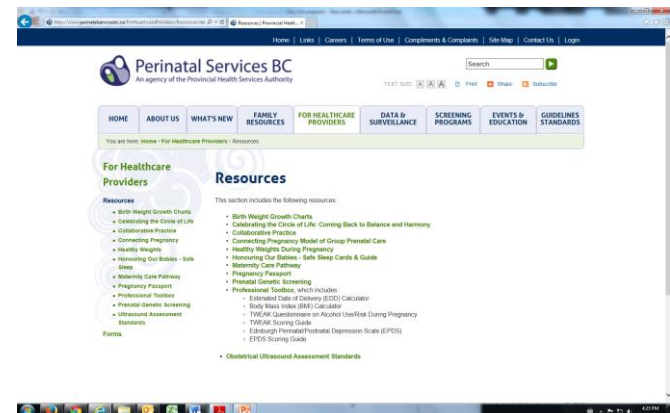 Resources | Provincial Healt...
Home | Links | Careers | Terms of Use | Compliments & Complaints | Site Map | Contact Us | Login
Perinatal Services BC
An agency of the Provincial Health Services Authority
Search
TEXT SIZE A A A Print Share Subscribe
HOME
ABOUT US
WHAT'S NEW
FAMILY RESOURCES
FOR HEALTHCARE PROVIDERS
DATA & SURVEILLANCE
SCREENING PROGRAMS
EVENTS & EDUCATION
GUIDELINES STANDARDS
You are here: Home › For Healthcare Providers › Resources
For Healthcare
Providers
Resources
Birth Weight Growth Charts
Celebrating the Circle of Life
Collaborative Practice
Connecting Pregnancy
Healthy Weights
Honouring Our Babies - Safe
Sleep
Maternity Care Pathway
Pregnancy Passport
Professional Toolbox
Prenatal Genetic Screening
Ultrasound Assessment
Standards
Forms
Resources
This section includes the following resources:
Birth Weight Growth Charts
Celebrating the Circle of Life: Coming Back to Balance and Harmony
Collaborative Practice
Connecting Pregnancy Model of Group Prenatal Care
Healthy Weights During Pregnancy
Honouring Our Babies - Safe Sleep Cards & Guide
Maternity Care Pathway
Pregnancy Passport
Prenatal Genetic Screening
Professional Toolbox, which includes:
Estimated Date of Delivery (EDD) Calculator
Body Mass Index (BMI) Calculator
TWEAK Questionnaire on Alcohol Use/Risk During Pregnancy
TWEAK Scoring Guide
Edinburgh Perinatal/Postnatal Depression Scale (EPDS)
EPDS Scoring Guide
Obstetrical Ultrasound Assessment Standards
4:23 PM